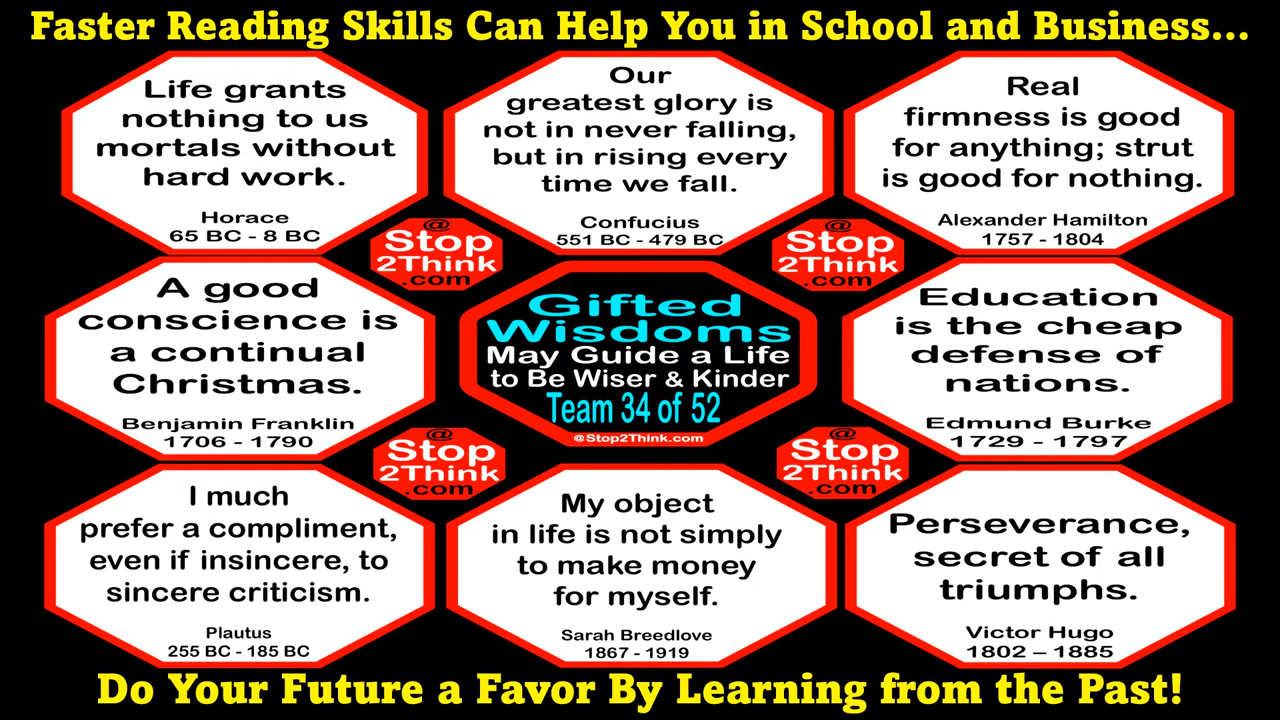 Faster Reading Skills Can Help You in School and Business...
Life grants
nothing to us
mortals without
hard work.
Horace
65 BC - 8 BC
Our
greatest glory is
not in never falling,
but in rising every
time we fall.
Confucius
551 BC - 479 BC
Real
firmness is good
for anything; strut
is good for nothing.
Alexander Hamilton
1757 - 1804
@
Stop
2Think
.com
@
Stop
2Think
.com
A good
conscience is
a continual
Christmas.
Benjamin Franklin
1706 - 1790
Gifted
Wisdoms
May Guide a Life
to Be Wiser & Kinder
Team 34 of 52
@Stop2Think.com
Education
is the cheap
defense of
nations.
Edmund Burke
1729 - 1797
@
Stop
2Think
.com
@
Stop
2Think
.com
I much
prefer a compliment,
even if insincere, to
sincere criticism.
Plautus
255 BC - 185 BC
My object
in life is not simply
to make money
for myself.
Sarah Breedlove
1867 - 1919
Perseverance,
secret of all
triumphs.
Victor Hugo
1802 – 1885
Do Your Future a Favor By Learning from the Past!